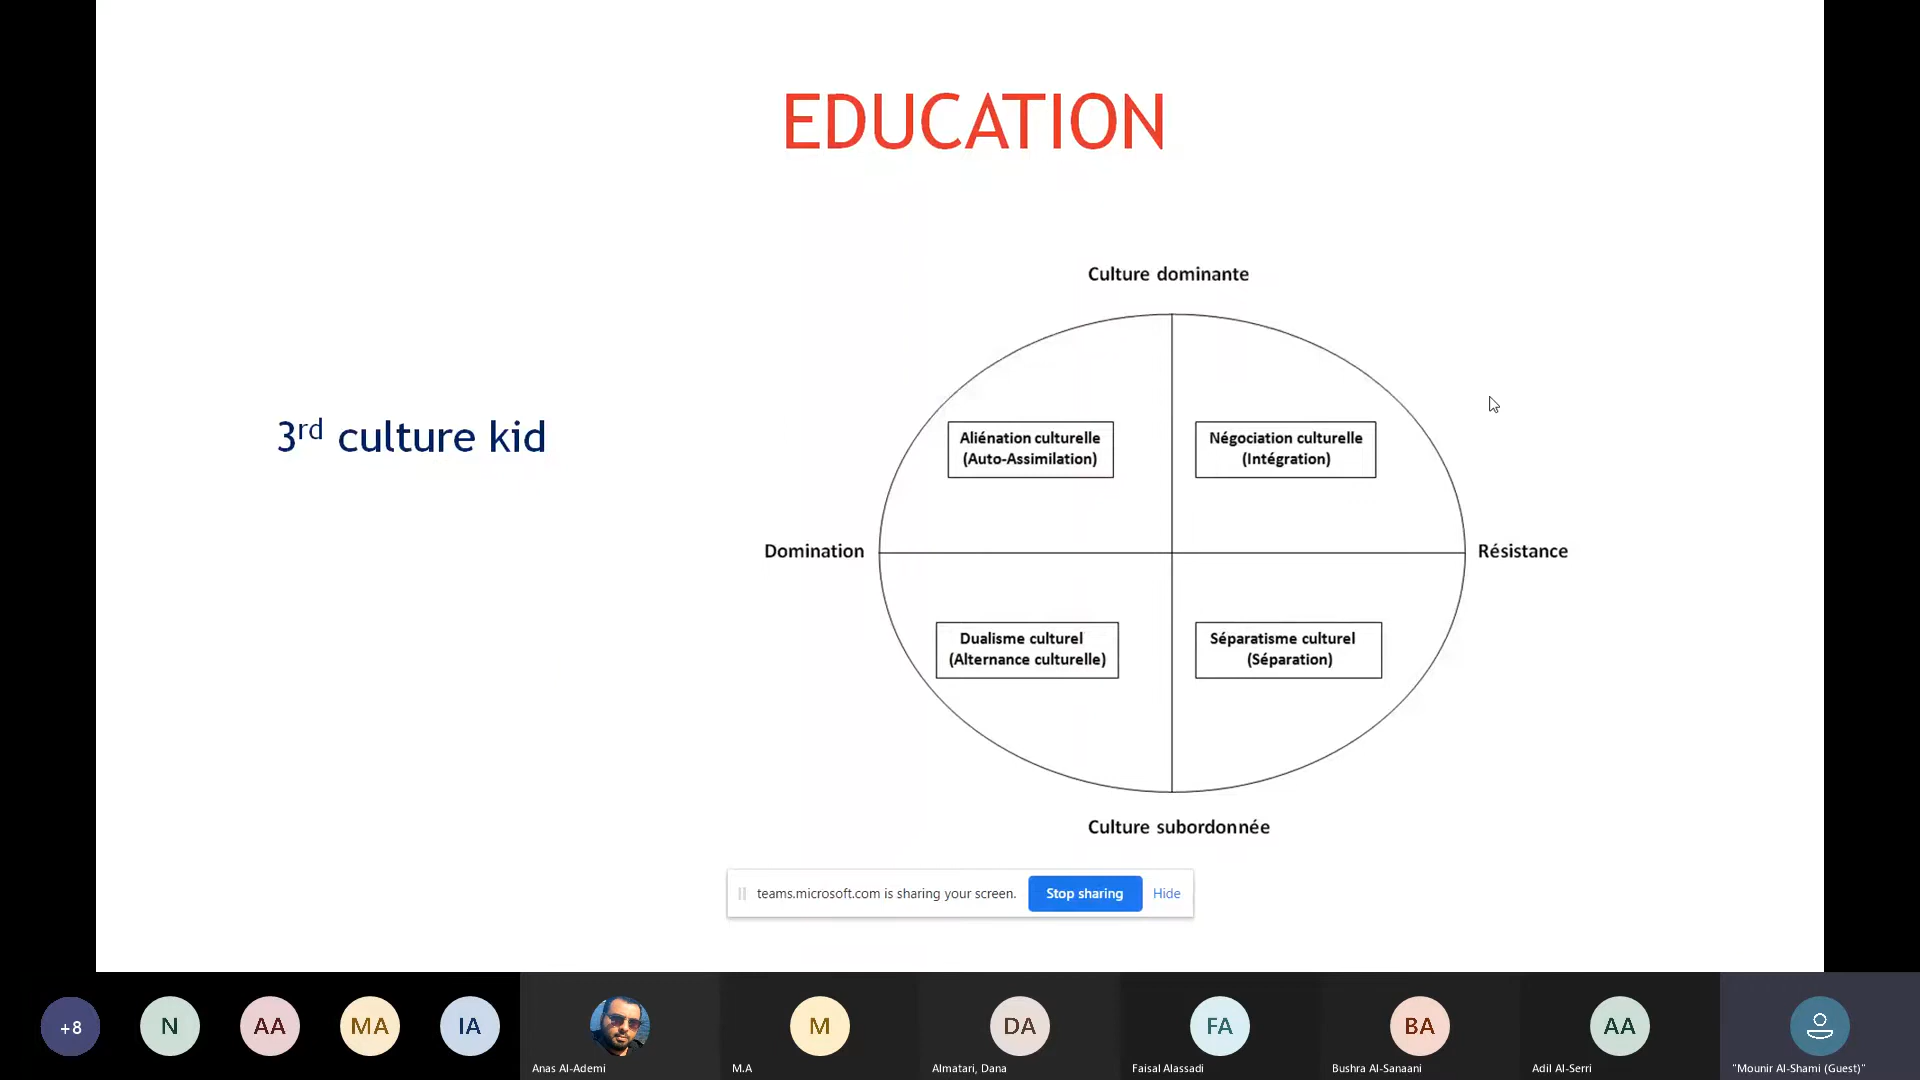 EDUCATION
3rd culture kid
Culture dominante
Aliénation culturelle
(Auto-Assimilation)
Négociation culturelle
(Intégration)
Domination
Résistance
Dualisme culturel
(Alternance culturelle)
Séparatisme culturel
(Séparation)
Culture subordonnée
teams.microsoft.com is sharing your screen.
Stop sharing
Hide
+8
N
AA
MA
IA
M
DA
FA
BA
AA
Anas Al-Ademi
M.A
Almatari, Dana
Faisal Alassadi
Bushra Al-Sanaani
Adil Al-Serri
"Mounir Al-Shami (Guest)"